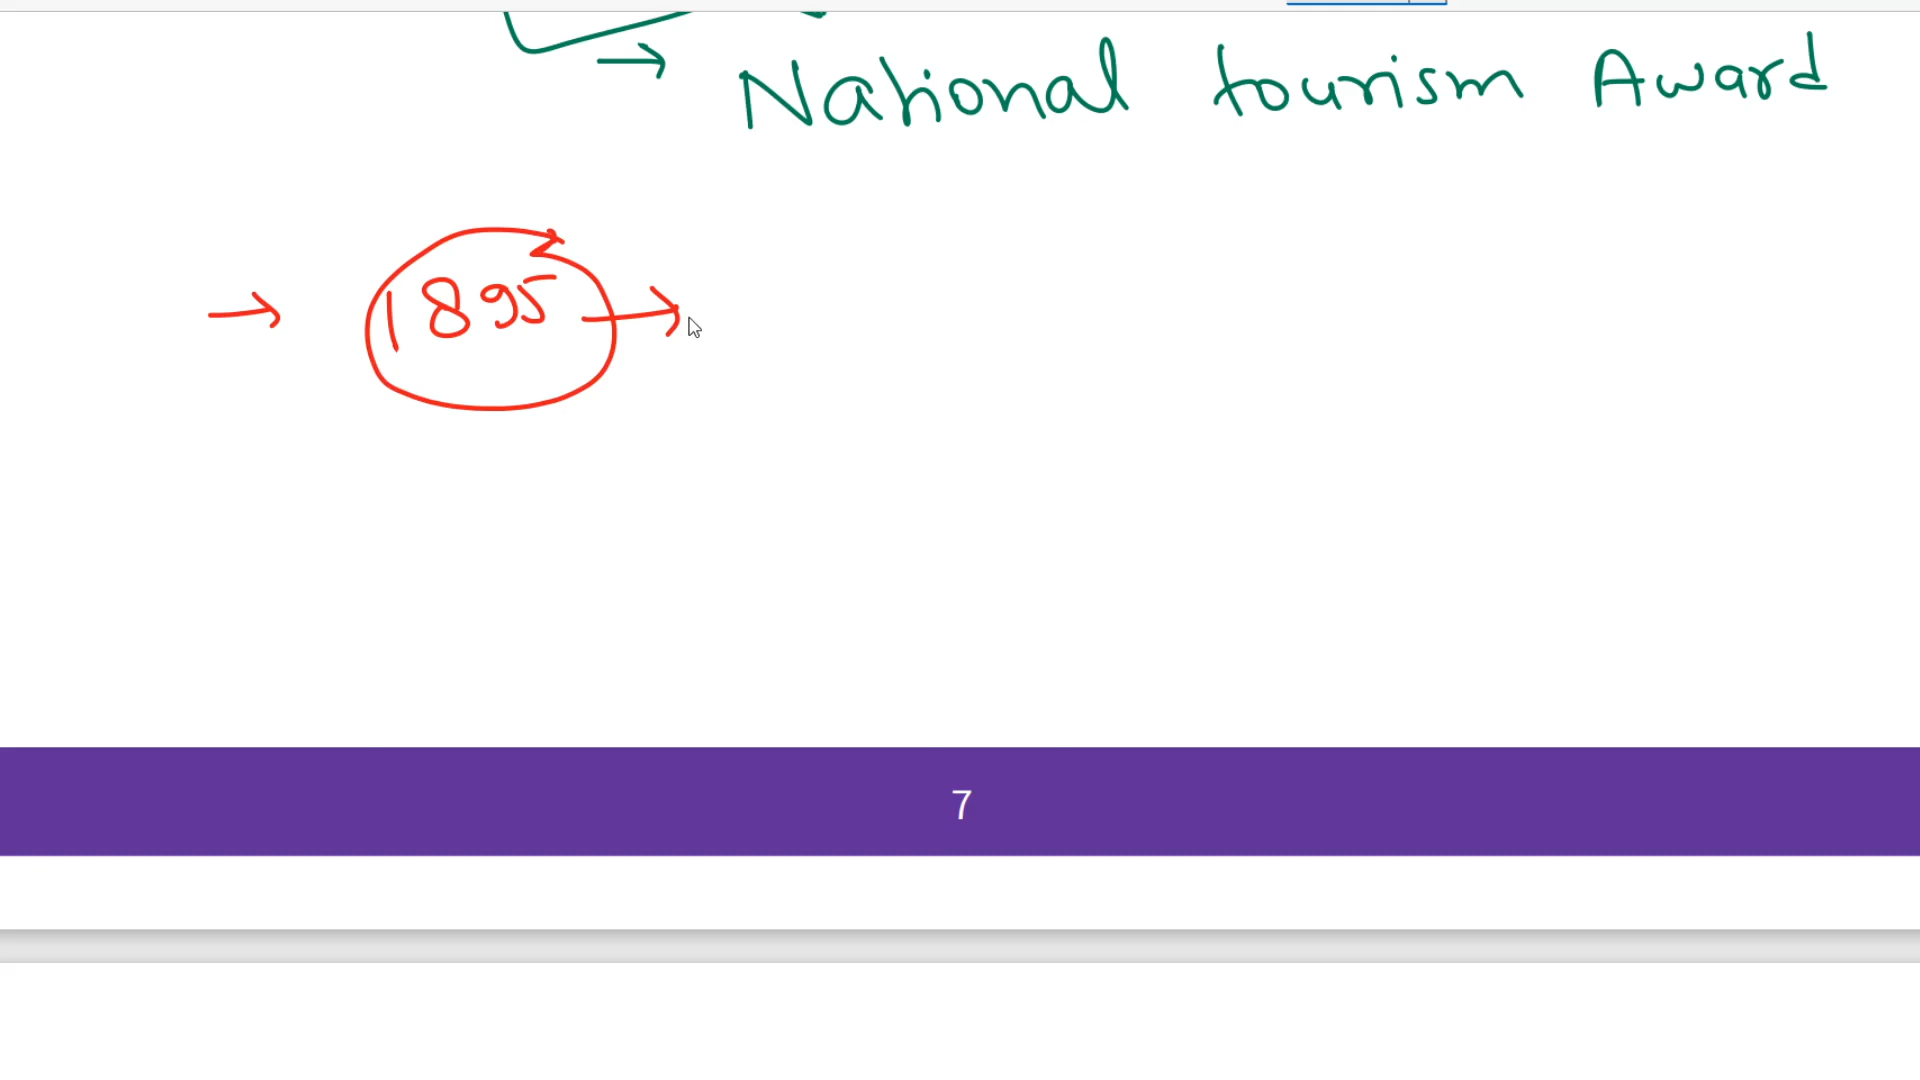 → National tourism Award
→ 1895 →
7